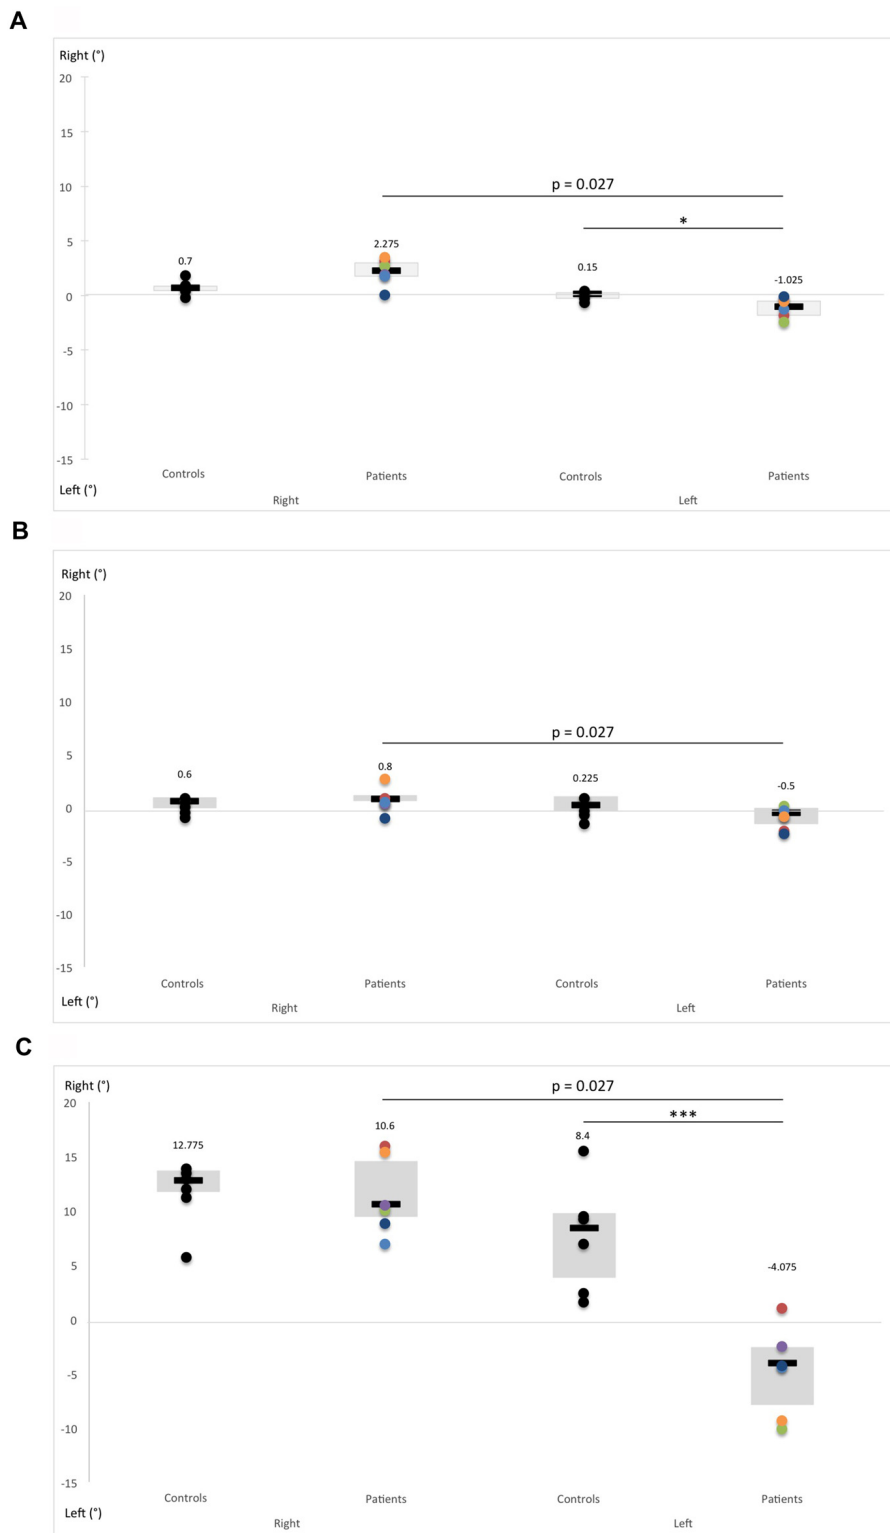 A
Right (°)
20
15
10
p = 0.027
*
5
0.7
2.275
0.15
-1.025
0
-5
-10
-15
Controls
Patients
Controls
Patients
Left (°)
Right
Left
B
Right (°)
20
15
10
p = 0.027
5
0.6
0.8
0.225
-0.5
0
-5
-10
-15
Controls
Patients
Controls
Patients
Left (°)
Right
Left
C
Right (°)
p = 0.027
20
***
12.775
10.6
8.4
15
10
5
-4.075
0
-5
-10
-15
Controls
Patients
Controls
Patients
Left (°)
Right
Left